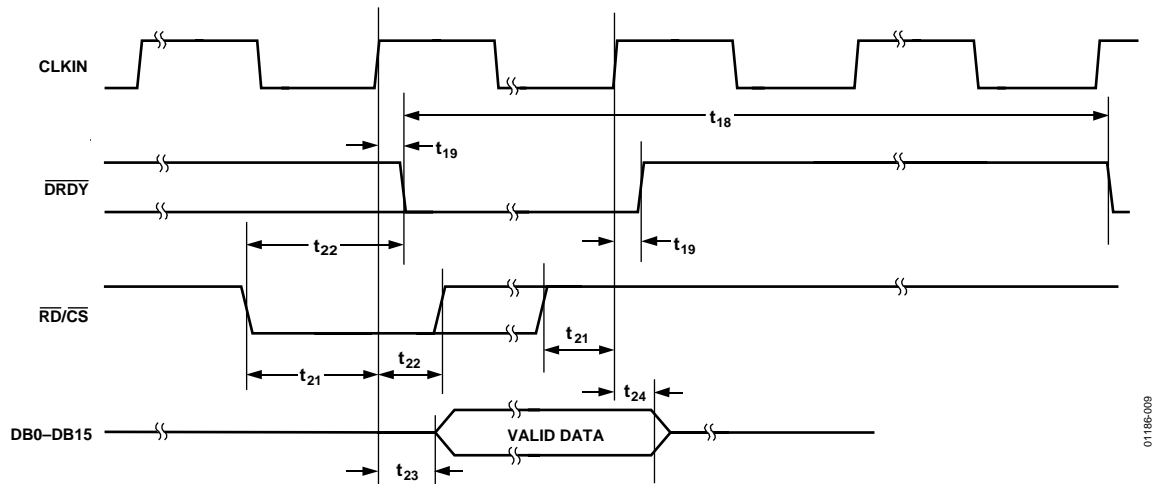 CLKIN
t18
t19
DRDY
t22
t19
RD/CS
t21
t21
t22
t24
DB0–DB15
VALID DATA
t23
01186-009